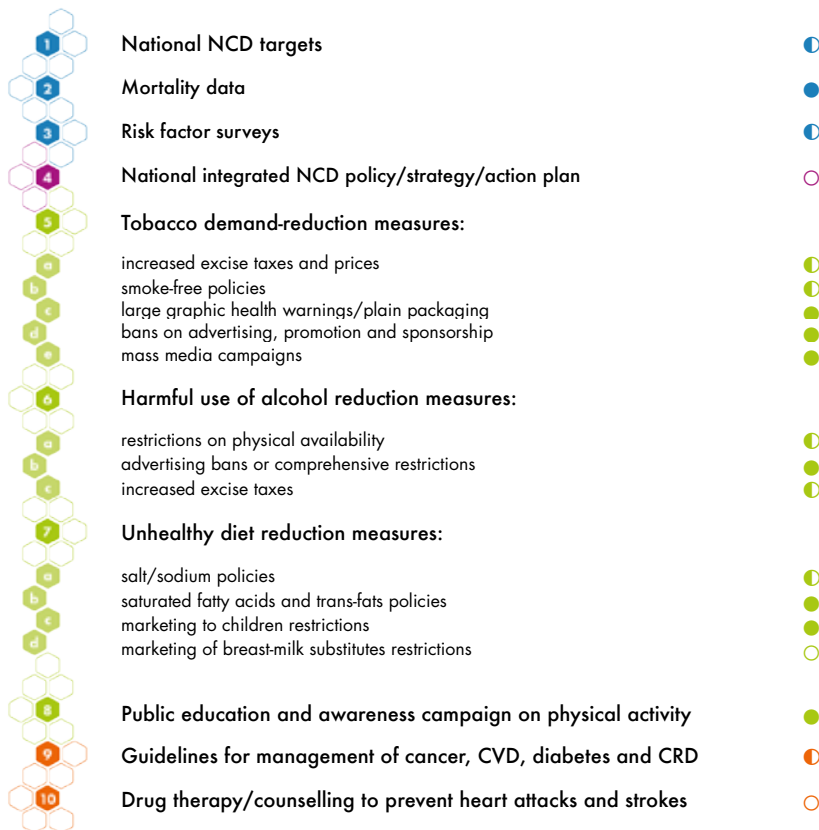 1 National NCD targets
2 Mortality data
3 Risk factor surveys
4 National integrated NCD policy/strategy/action plan
5 Tobacco demand-reduction measures:
a increased excise taxes and prices
b smoke-free policies
c large graphic health warnings/plain packaging
d bans on advertising, promotion and sponsorship
e mass media campaigns
6 Harmful use of alcohol reduction measures:
a restrictions on physical availability
b advertising bans or comprehensive restrictions
c increased excise taxes
7 Unhealthy diet reduction measures:
a salt/sodium policies
b saturated fatty acids and trans-fats policies
c marketing to children restrictions
d marketing of breast-milk substitutes restrictions
8 Public education and awareness campaign on physical activity
9 Guidelines for management of cancer, CVD, diabetes and CRD
10 Drug therapy/counselling to prevent heart attacks and strokes